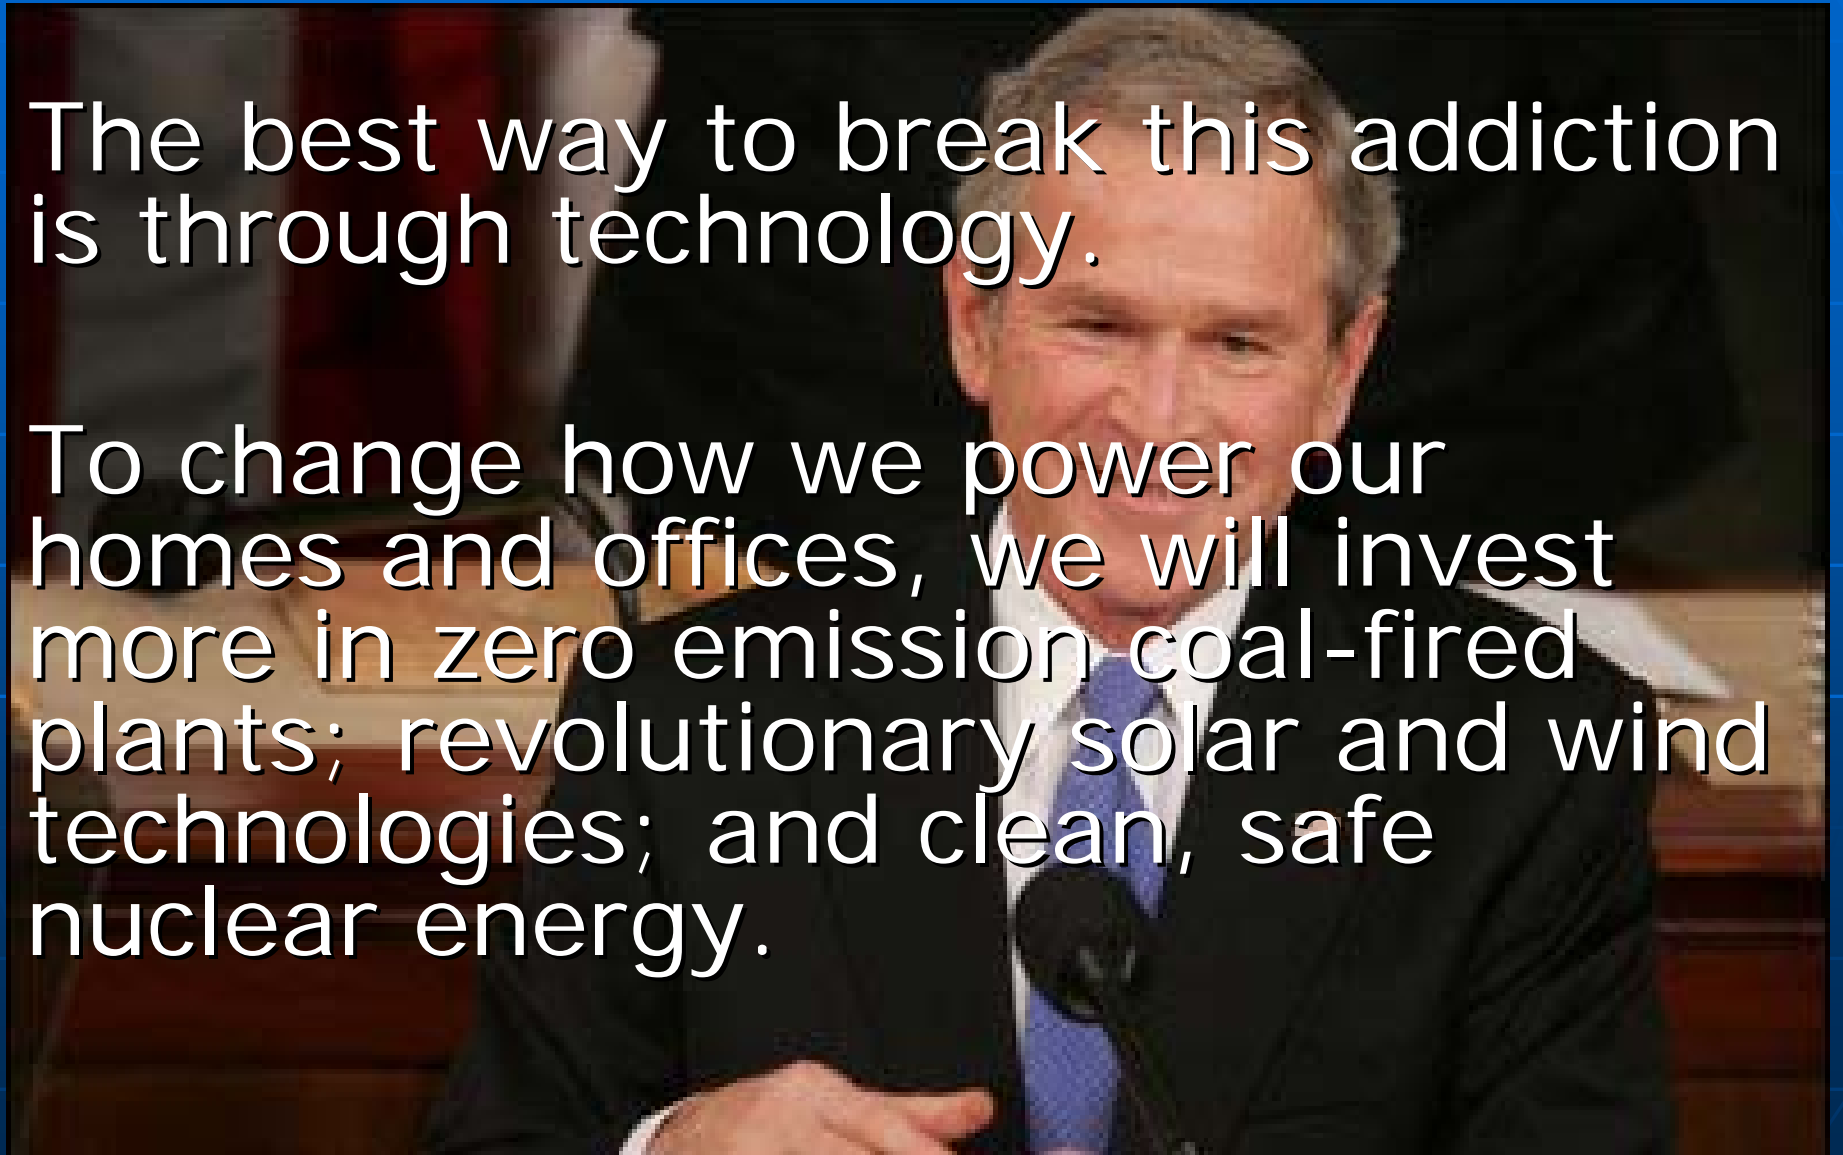 The best way to break this addiction
is through technology.
To change how we power our
homes and offices, we will invest
more in zero emission coal-fired
plants; revolutionary solar and wind
technologies; and clean, safe
nuclear energy.